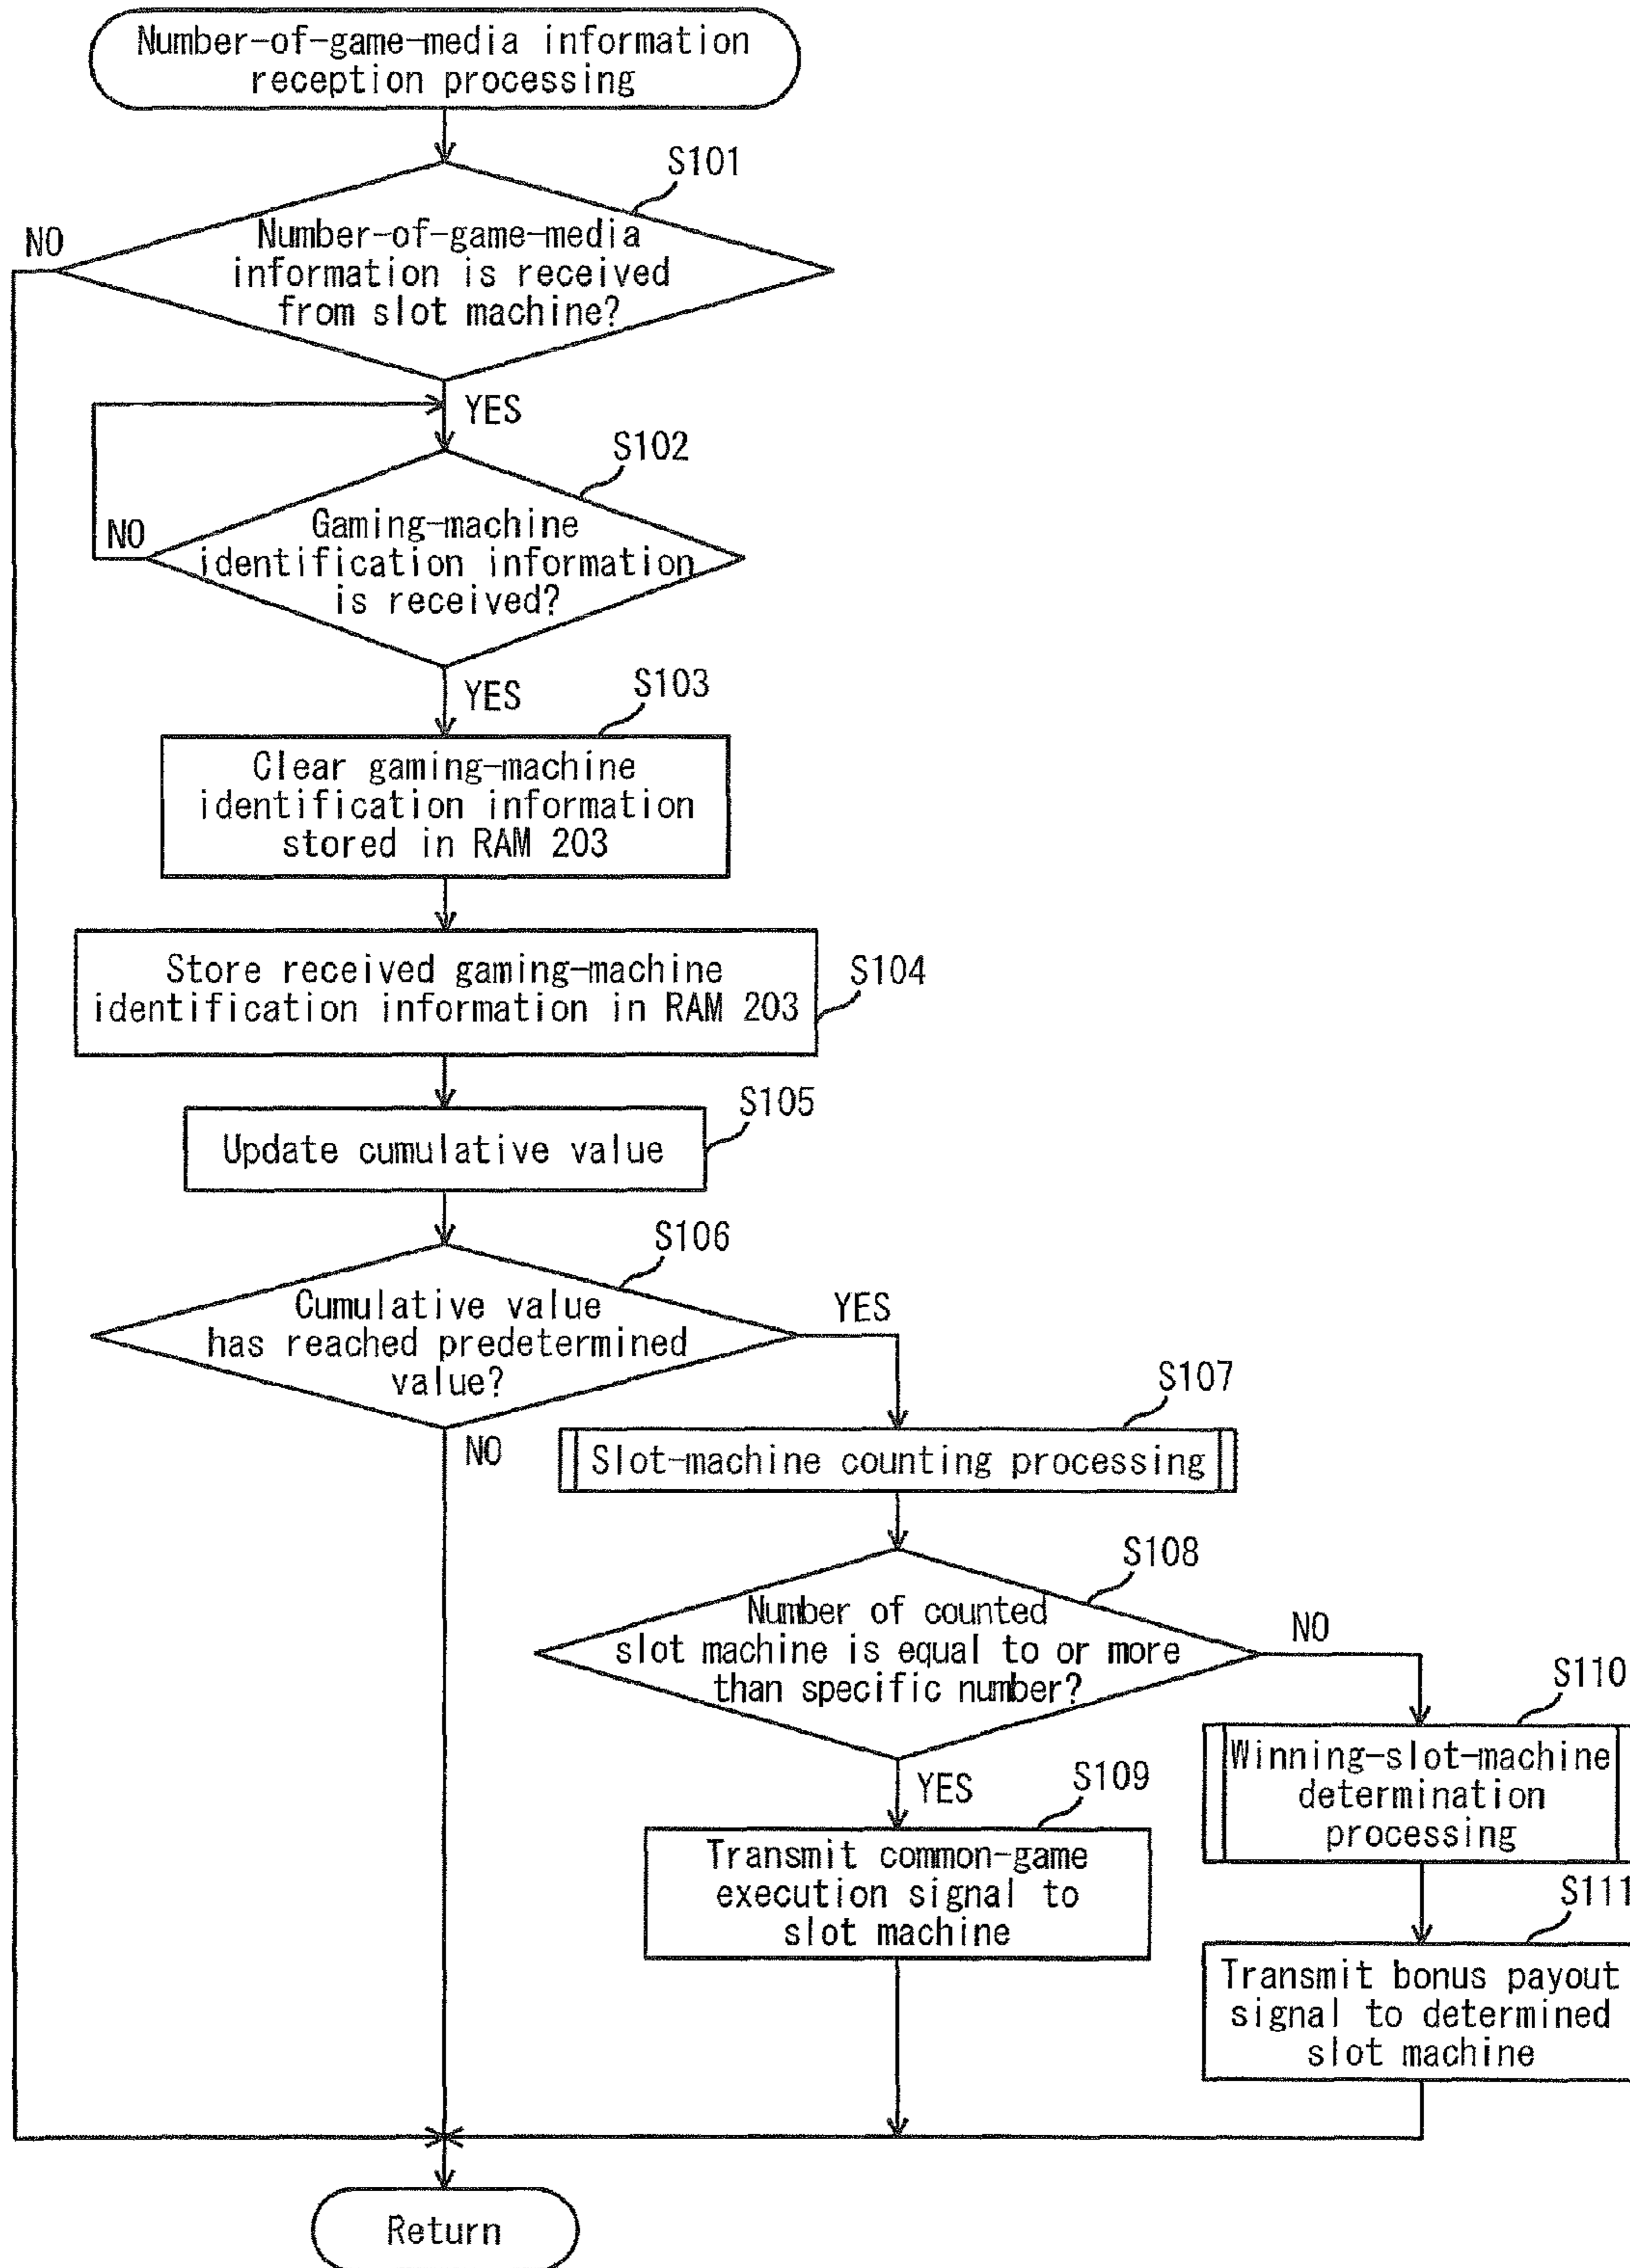 Number-of-game-media information
reception processing
S101
NO
Number-of-game-media
information is received
from slot machine?
YES
S102
NO
Gaming-machine
identification information
is received?
YES
S103
Clear gaming-machine
identification information
stored in RAM 203
S104
Store received gaming-machine
identification information in RAM 203
S105
Update cumulative value
S106
Cumulative value
has reached predetermined
value?
YES
NO
S107
Slot-machine counting processing
S108
Number of counted
slot machine is equal to or more
than specific number?
NO
YES
S109
Transmit common-game
execution signal to
slot machine
S110
Winning-slot-machine
determination
processing
S111
Transmit bonus payout
signal to determined
slot machine
Return